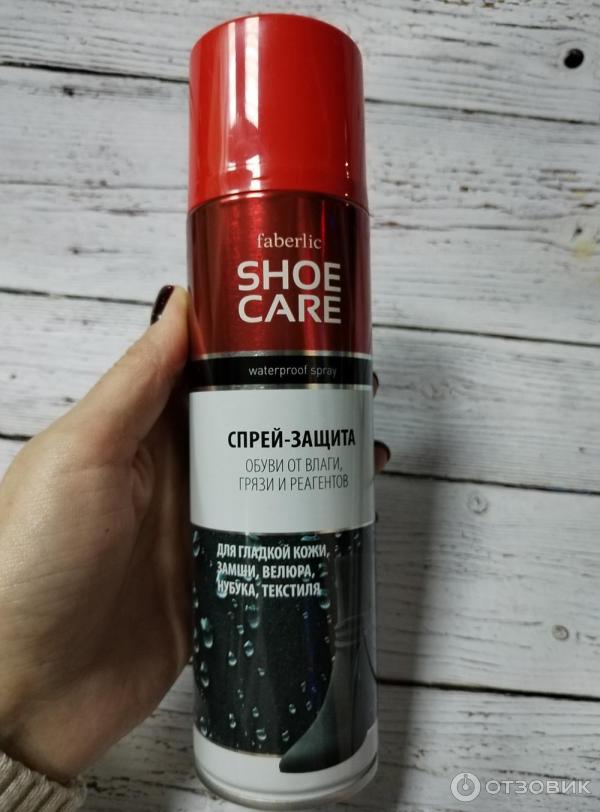 faberlic
SHOE
CARE
waterproof spray
СПРЕЙ-ЗАЩИТА
ОБУВИ ОТ ВЛАГИ,
ГРЯЗИ И РЕАГЕНТОВ
ДЛЯ ГЛАДКОЙ КОЖИ,
ЗАМШИ, ВЕЛЮРА,
НУБУКА, ТЕКСТИЛЯ
ОТЗОВИК